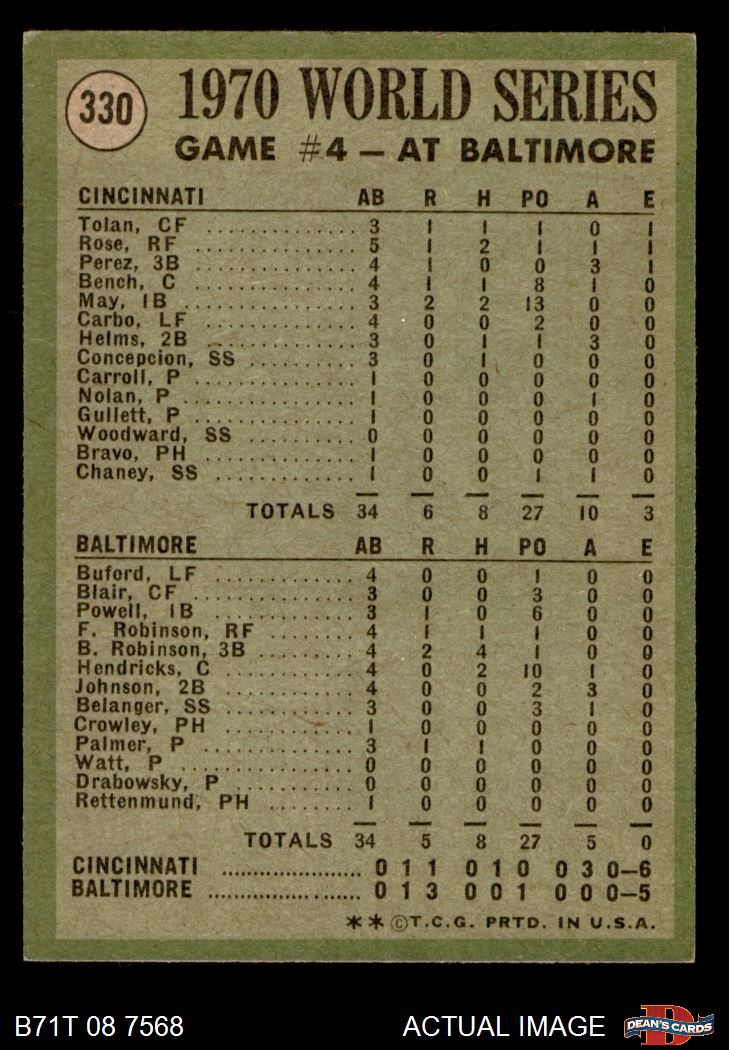 330
1970 WORLD SERIES
GAME #4 – AT BALTIMORE
CINCINNATI AB R H PO A E
Tolan, CF ............. 3 1 1 1 0 1
Rose, RF ............. 5 1 2 1 1 1
Perez, 3B ............. 4 1 0 0 3 1
Bench, C ............. 4 1 1 8 1 0
May, 1B ............. 3 2 2 13 0 0
Carbo, LF ............. 4 0 0 2 0 0
Helms, 2B ............. 3 0 1 1 3 0
Concepcion, SS .......... 3 0 1 0 0 0
Carroll, P ............. 1 0 0 0 0 0
Nolan, P ............. 1 0 0 0 1 0
Gullett, P ............. 1 0 0 0 0 0
Woodward, SS .......... 0 0 0 0 0 0
Bravo, PH ............. 1 0 0 0 0 0
Chaney, SS ............. 1 0 0 1 1 0
TOTALS 34 6 8 27 10 3
BALTIMORE AB R H PO A E
Buford, LF ............. 4 0 0 1 0 0
Blair, CF ............. 3 0 0 3 0 0
Powell, 1B ............. 3 1 0 6 0 0
F. Robinson, RF ........ 4 1 1 1 0 0
B. Robinson, 3B ........ 4 2 4 1 0 0
Hendricks, C ............ 4 0 2 10 1 0
Johnson, 2B ............ 4 0 0 2 3 0
Belanger, SS ............ 3 0 0 3 1 0
Crowley, PH ............ 1 0 0 0 0 0
Palmer, P ............. 3 1 1 0 0 0
Watt, P ............. 0 0 0 0 0 0
Drabowsky, P ............ 0 0 0 0 0 0
Rettenmund, PH ........ 1 0 0 0 0 0
TOTALS 34 5 8 27 5 0
CINCINNATI .................... 0 1 1 0 1 0 0 3 0–6
BALTIMORE .................... 0 1 3 0 0 1 0 0 0–5
**©T.C.G. PRTD. IN U.S.A.
B71T 08 7568 ACTUAL IMAGE DEAN'S CARDS